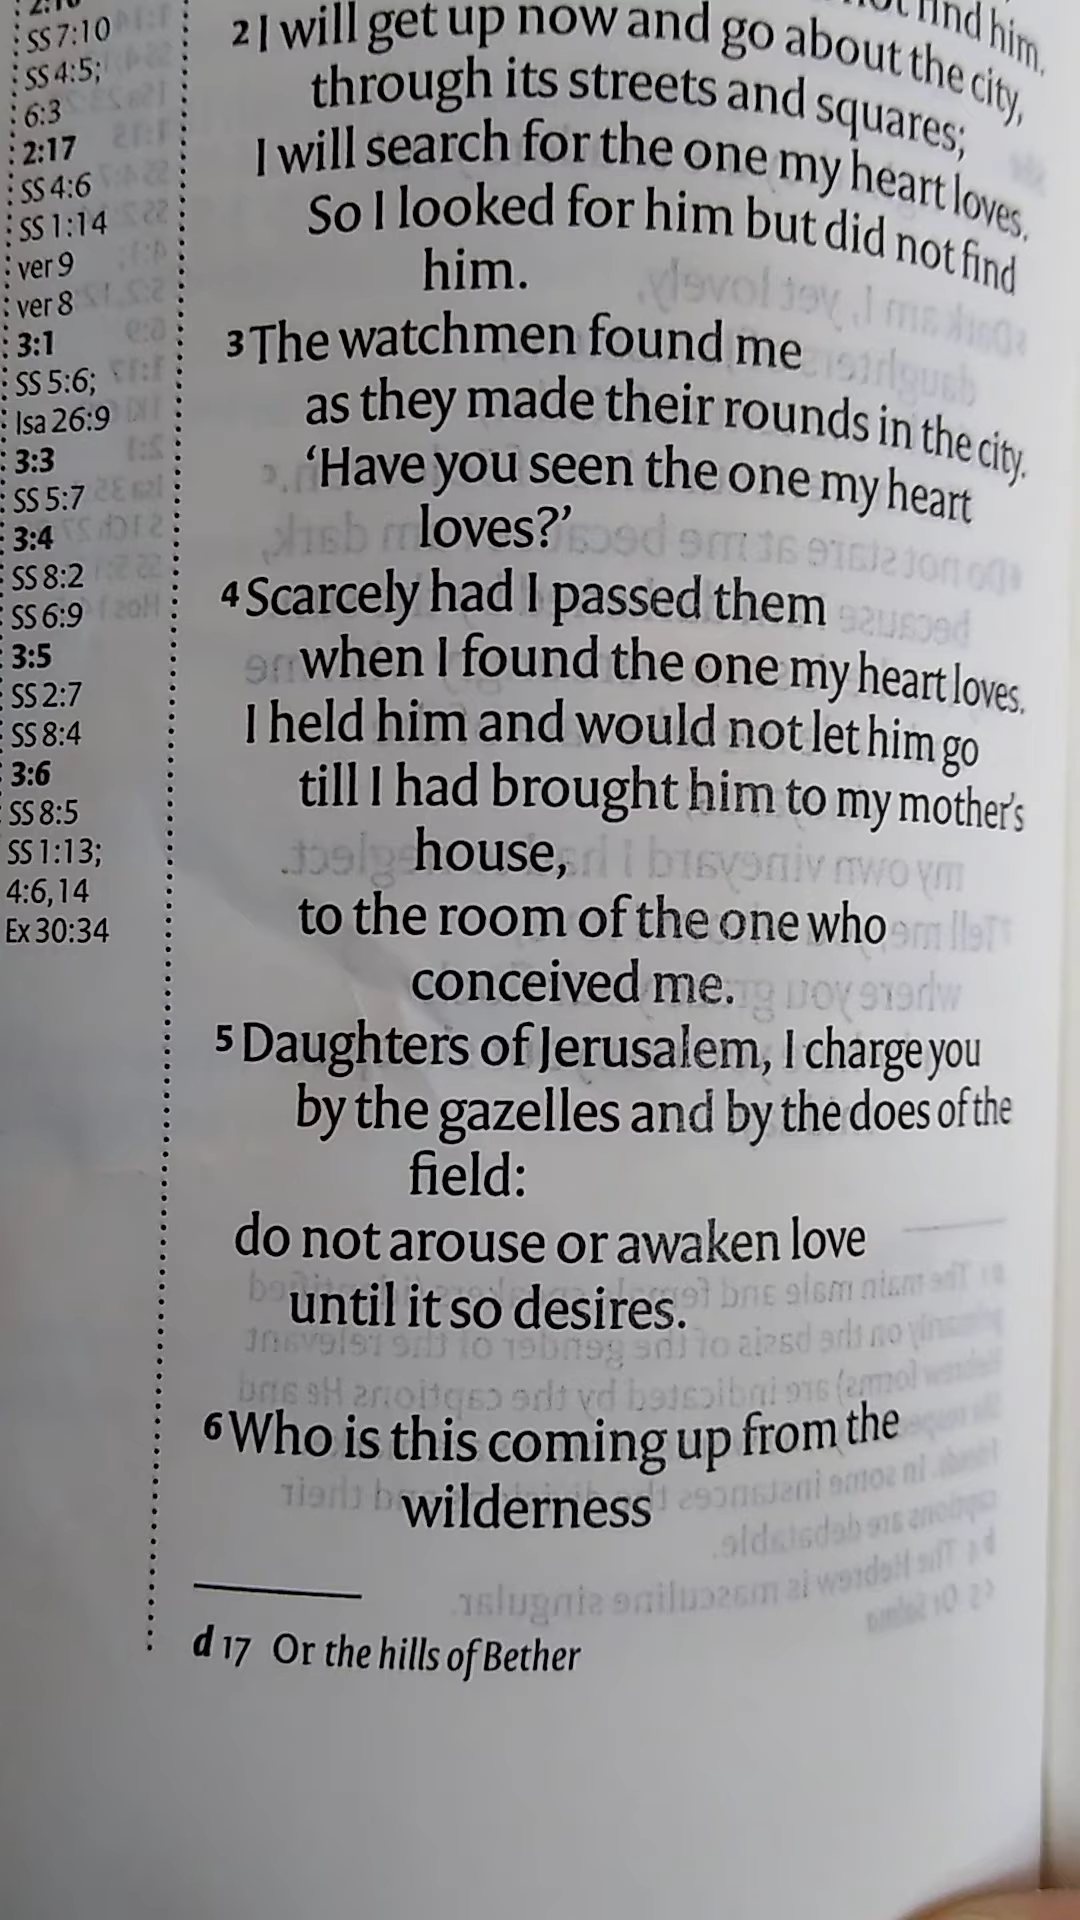 SS 7:10
SS 4:5;
6:3
2:17
SS 4:6
SS 1:14
ver 9
ver 8
3:1
SS 5:6;
Isa 26:9
3:3
SS 5:7
3:4
SS 8:2
SS 6:9
3:5
SS 2:7
SS 8:4
3:6
SS 8:5
SS 1:13;
4:6,14
Ex 30:34
find him.
2 I will get up now and go about the city,
through its streets and squares;
I will search for the one my heart loves.
So I looked for him but did not find
him.
3 The watchmen found me
as they made their rounds in the city.
‘Have you seen the one my heart
loves?’
4 Scarcely had I passed them
when I found the one my heart loves.
I held him and would not let him go
till I had brought him to my mother's
house,
to the room of the one who
conceived me.
5 Daughters of Jerusalem, I charge you
by the gazelles and by the does of the
field:
do not arouse or awaken love
until it so desires.
6 Who is this coming up from the
wilderness
d 17 Or the hills of Bether